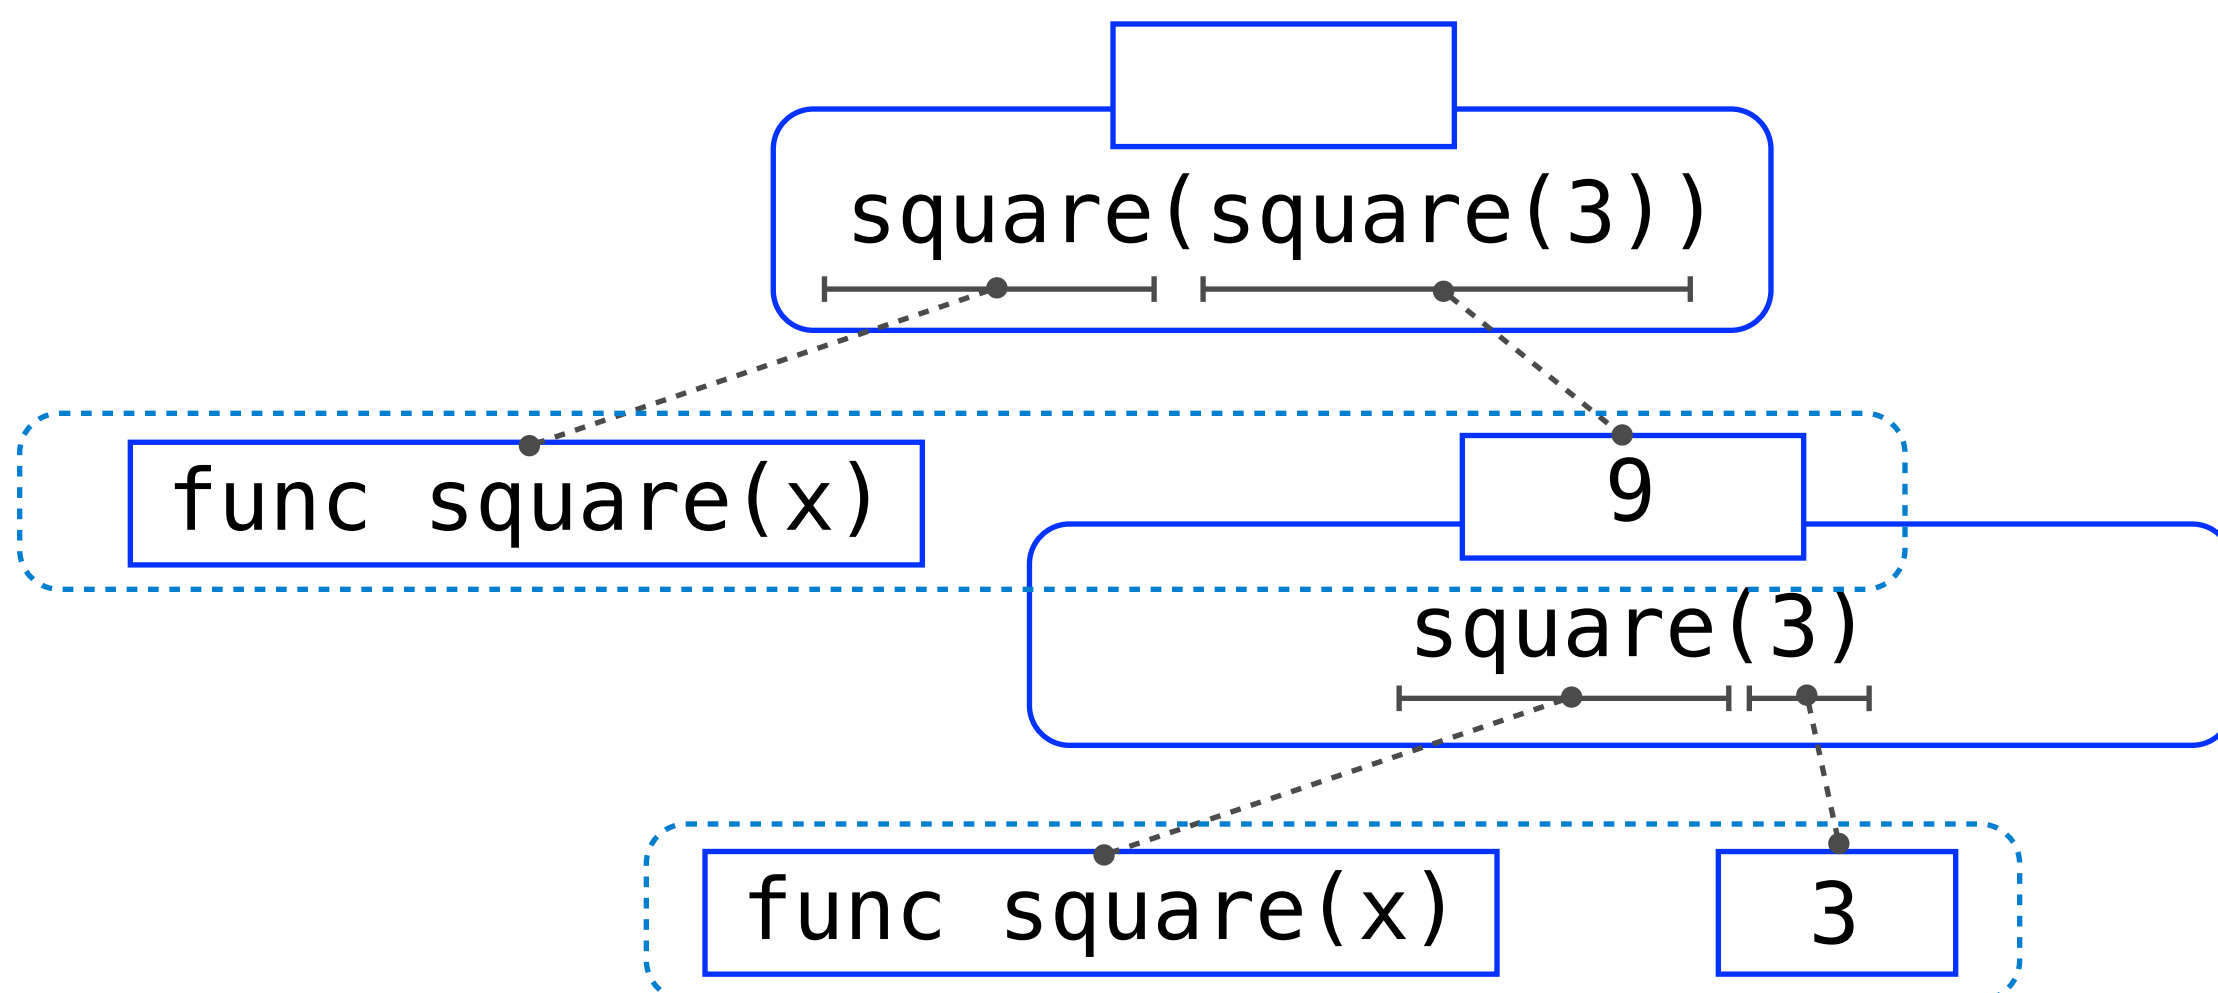 square(square(3))
func square(x)
9
square(3)
func square(x)
3